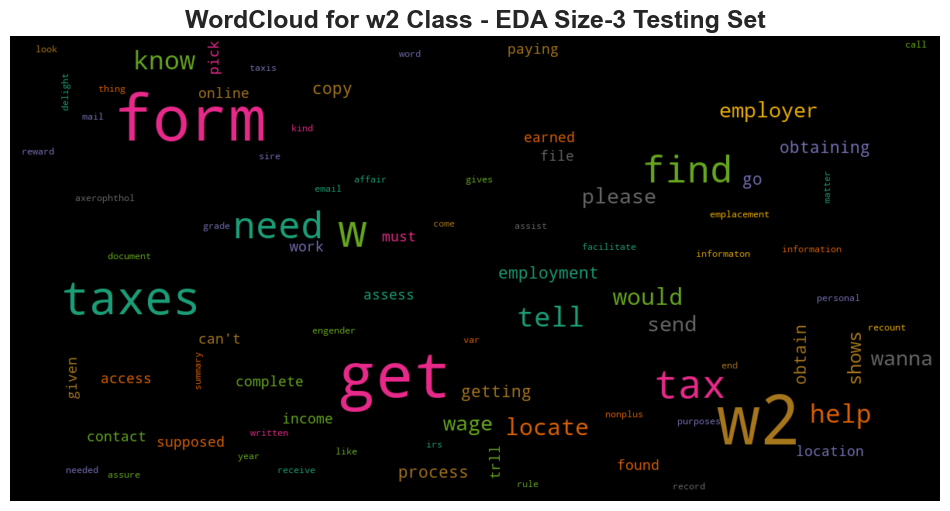 WordCloud for w2 Class - EDA Size-3 Testing Set
look
know
pick
word
paying
call
taxis
delight
thing
online
copy
mail
form
kind
earned
employer
reward
sire
file
find
obtaining
go
axerophthol
email
affair
gives
please
matter
grade
need
w
work
must
come
assist
emplacement
document
facilitate
informaton
information
employment
taxes
assess
would
personal
tell
send
can't
engender
var
recount
given
access
summary
complete
get
getting
end
obtain
shows
wanna
tax
w2
help
income
wage
locate
nonplus
purposes
contact
supposed
written
year
like
irs
location
needed
assure
receive
process
trll
found
rule
record